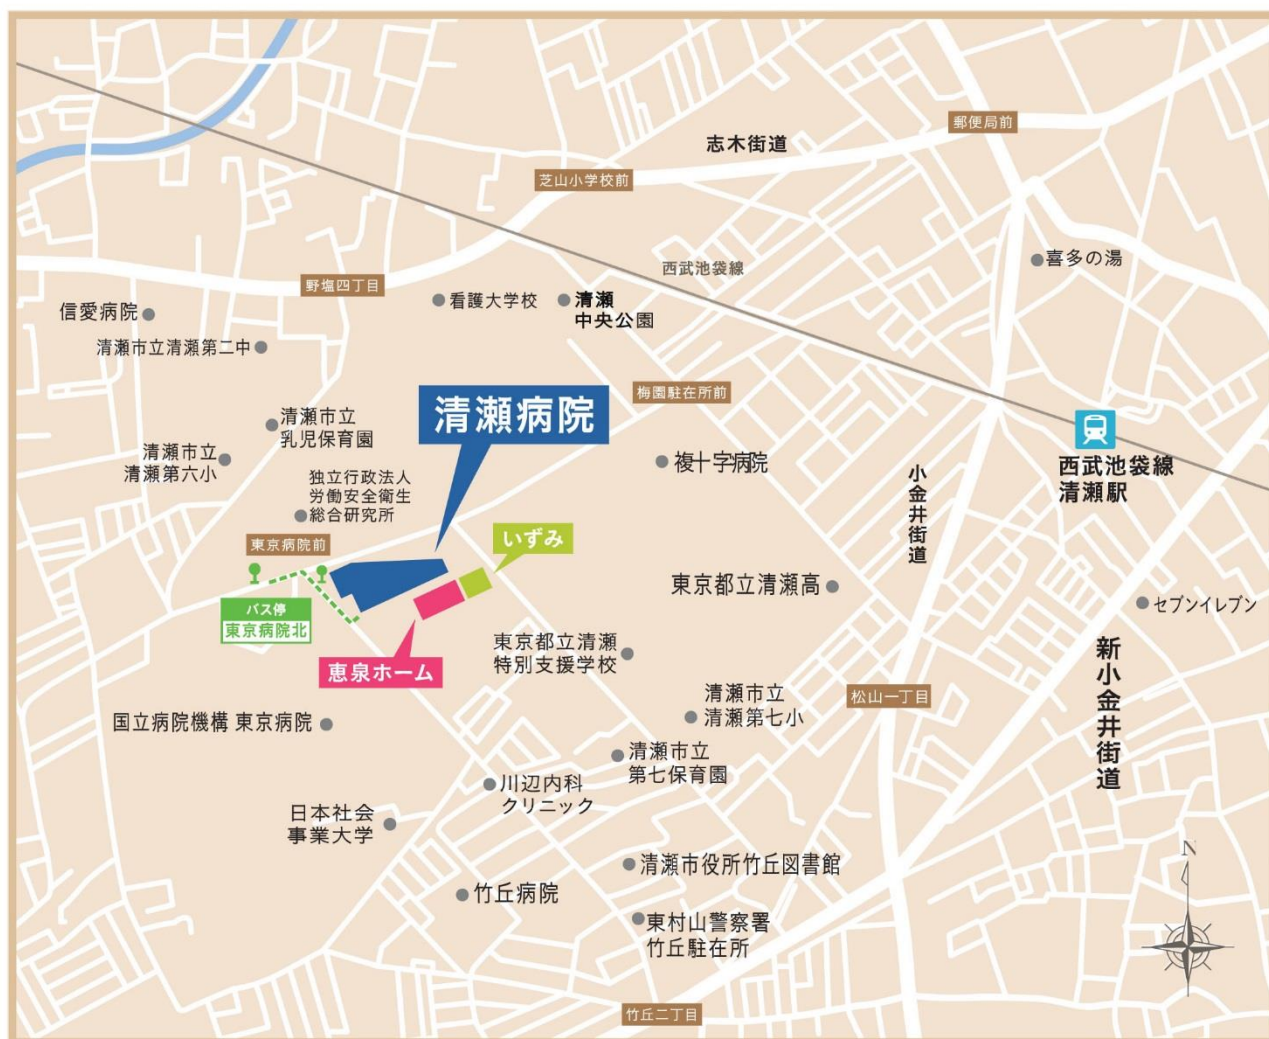 郵便局前
志木街道
芝山小学校前
喜多の湯
西武池袋線
野塩四丁目
看護大学校
清瀬
中央公園
信愛病院
清瀬市立清瀬第二中
梅園駐在所前
清瀬病院
清瀬市立
乳児保育園
清瀬市立
清瀬第六小
複十字病院
西武池袋線
清瀬駅
小金井街道
独立行政法人
労働安全衛生
総合研究所
東京病院前
いずみ
東京都立清瀬高
セブンイレブン
バス停
東京病院北
恵泉ホーム
東京都立清瀬
特別支援学校
新小金井街道
清瀬市立
清瀬第七小
松山一丁目
国立病院機構 東京病院
清瀬市立
第七保育園
川辺内科
クリニック
日本社会
事業大学
清瀬市役所竹丘図書館
竹丘病院
東村山警察署
竹丘駐在所
N
竹丘二丁目